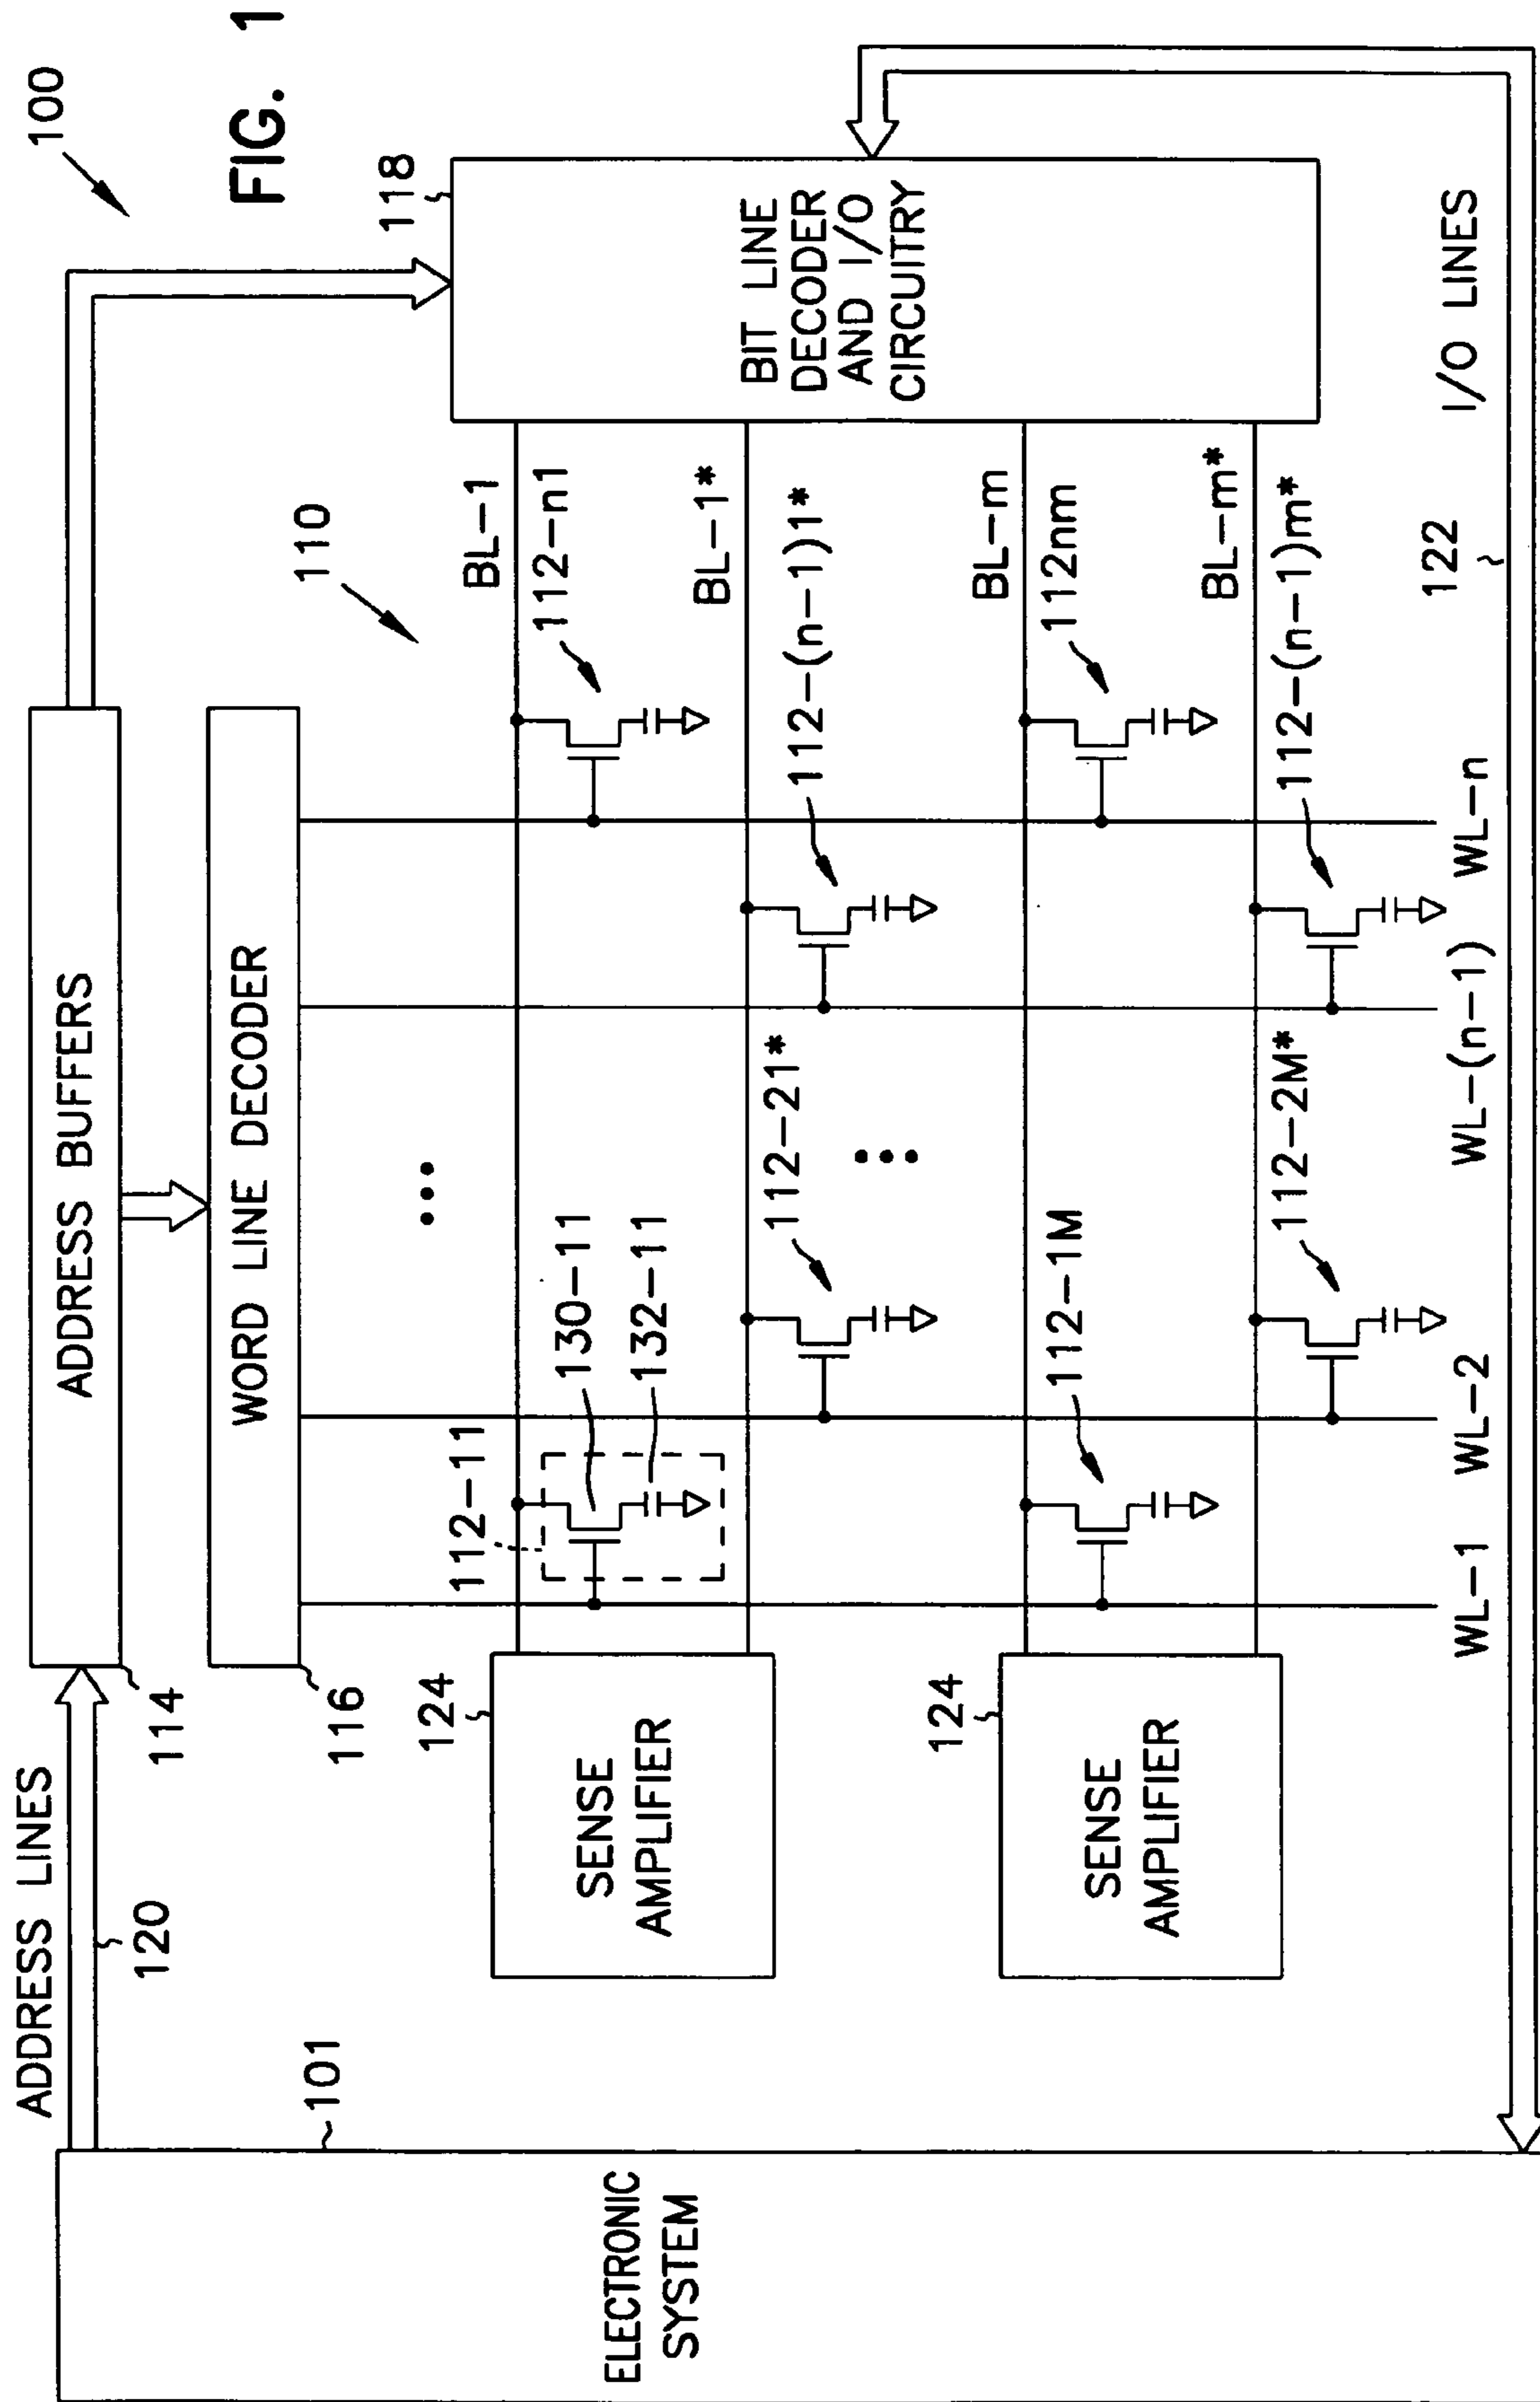 FIG. 1
100
ADDRESS LINES
120
ADDRESS BUFFERS
114
WORD LINE DECODER
116
118
BIT LINE
DECODER
AND I/O
CIRCUITRY
110
101
ELECTRONIC
SYSTEM
124
SENSE
AMPLIFIER
124
SENSE
AMPLIFIER
112-11
130-11
132-11
BL-1
112-n1
BL-1*
112-21*
112-(n-1)1*
BL-m
112-1M
112nm
BL-m*
112-2M*
112-(n-1)m*
WL-1
WL-2
WL-(n-1)
WL-n
122
I/O LINES